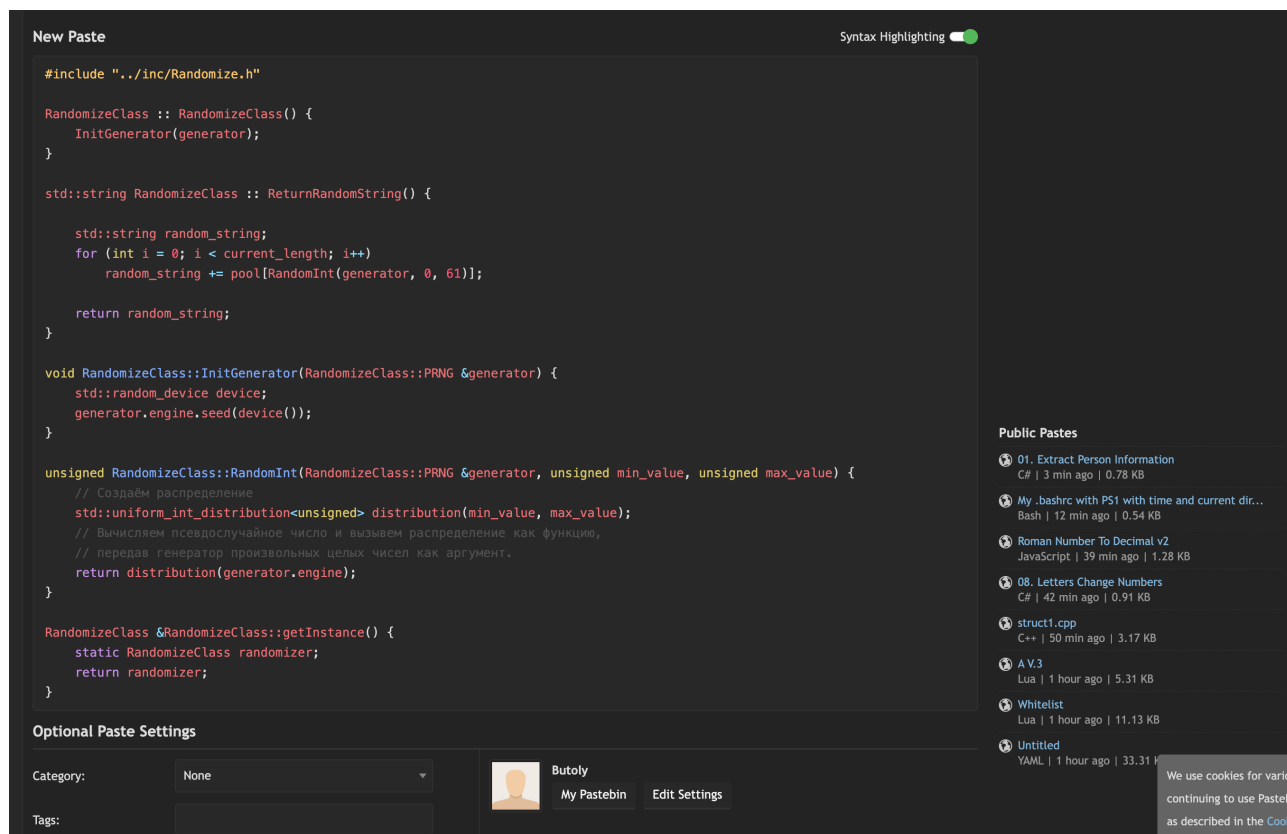 New Paste
Syntax Highlighting
#include "../inc/Randomize.h"
RandomizeClass :: RandomizeClass() {
    InitGenerator(generator);
}
std::string RandomizeClass :: ReturnRandomString() {
    std::string random_string;
    for (int i = 0; i < current_length; i++)
        random_string += pool[RandomInt(generator, 0, 61)];
    return random_string;
}
void RandomizeClass::InitGenerator(RandomizeClass::PRNG &generator) {
    std::random_device device;
    generator.engine.seed(device());
}
unsigned RandomizeClass::RandomInt(RandomizeClass::PRNG &generator, unsigned min_value, unsigned max_value) {
    // Создаём распределение
    std::uniform_int_distribution<unsigned> distribution(min_value, max_value);
    // Вычисляем псевдослучайное число и вызывем распределение как функцию,
    // передав генератор произвольных целых чисел как аргумент.
    return distribution(generator.engine);
}
RandomizeClass &RandomizeClass::getInstance() {
    static RandomizeClass randomizer;
    return randomizer;
}
Public Pastes
01. Extract Person Information
C# | 3 min ago | 0.78 KB
My .bashrc with PS1 with time and current dir...
Bash | 12 min ago | 0.54 KB
Roman Number To Decimal v2
JavaScript | 39 min ago | 1.28 KB
08. Letters Change Numbers
C# | 42 min ago | 0.91 KB
struct1.cpp
C++ | 50 min ago | 3.17 KB
A V.3
Lua | 1 hour ago | 5.31 KB
Whitelist
Lua | 1 hour ago | 11.13 KB
Untitled
YAML | 1 hour ago | 33.31
Optional Paste Settings
Category:
None
Tags:
Butoly
My Pastebin
Edit Settings
We use cookies for
continuing to use
as described in the